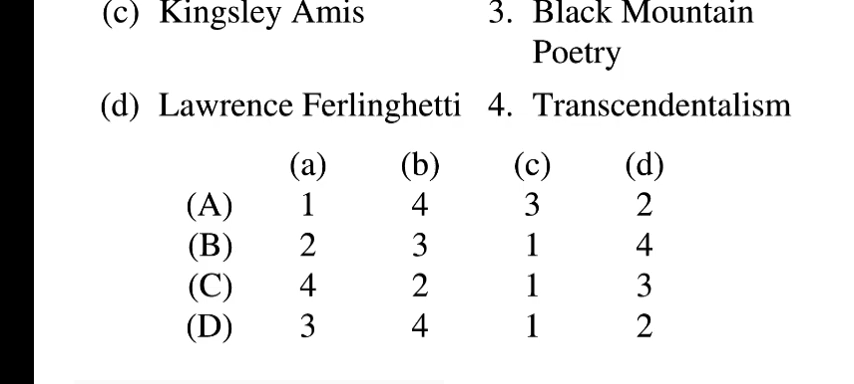 (c) Kingsley Amis 3. Black Mountain
Poetry
(d) Lawrence Ferlinghetti 4. Transcendentalism
(a) (b) (c) (d)
(A) 1 4 3 2
(B) 2 3 1 4
(C) 4 2 1 3
(D) 3 4 1 2